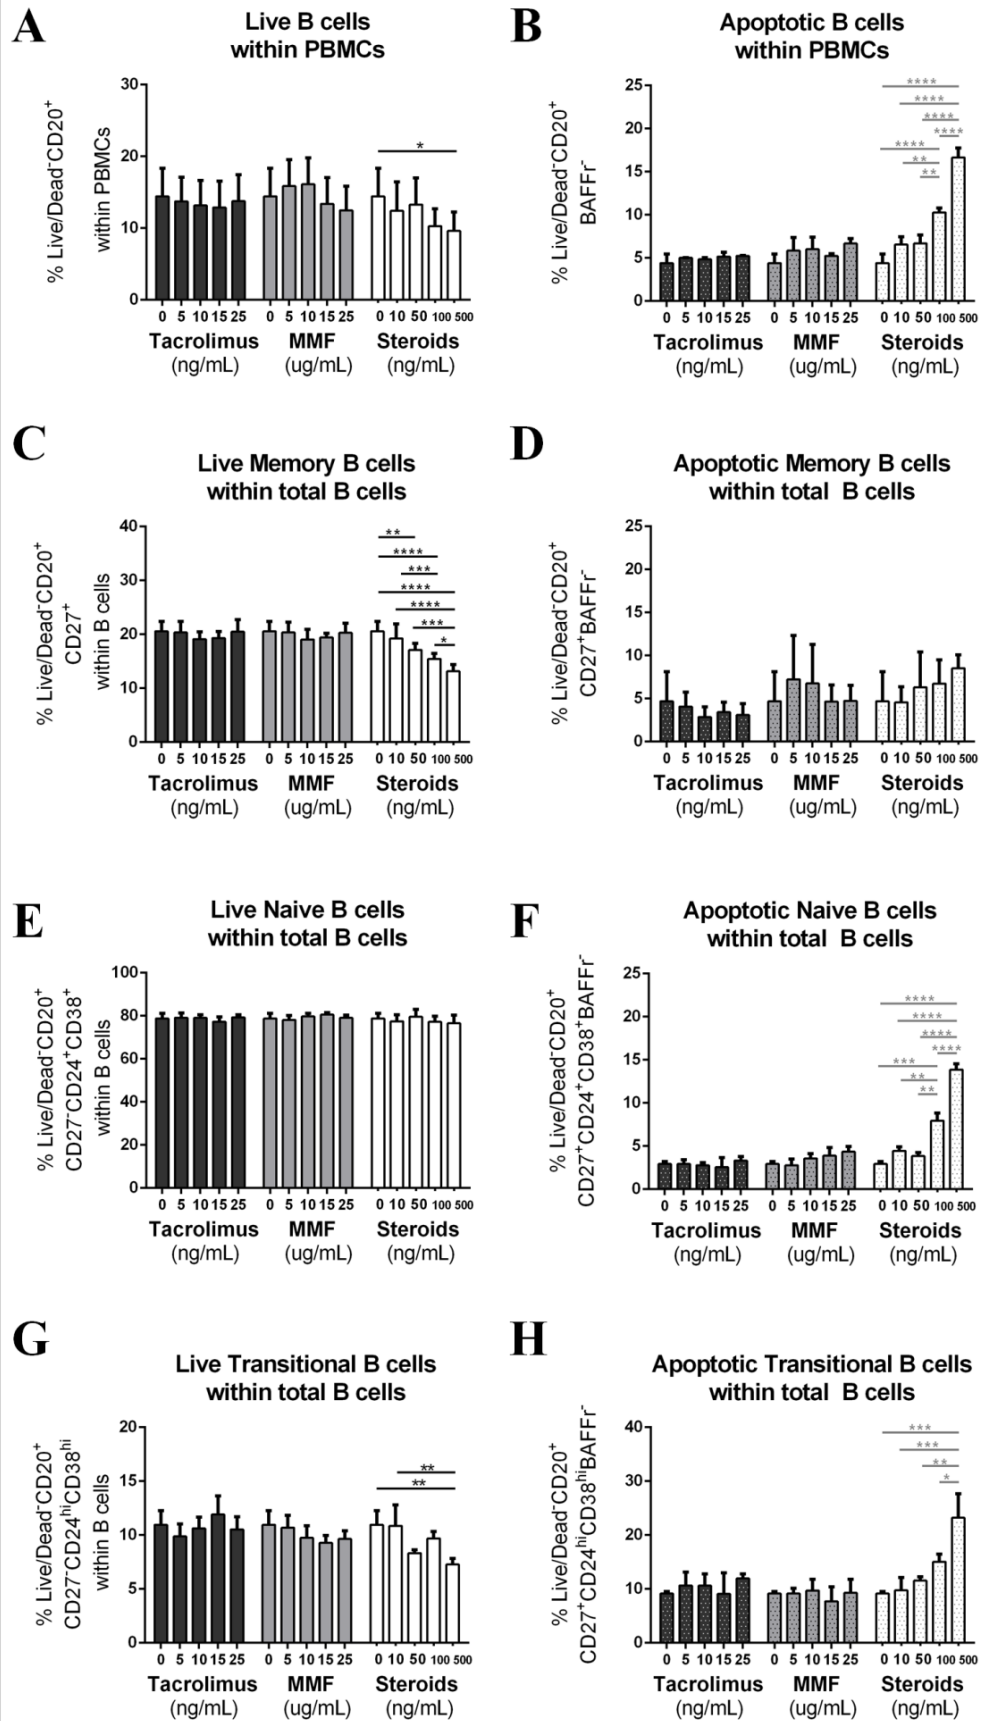 A
Live B cells
within PBMCs
% Live/Dead⁻CD20⁺
within PBMCs
30
20
10
0
*
0 5 10 15 25 0 5 10 15 25 0 10 50 100 500
Tacrolimus MMF Steroids
(ng/mL) (ug/mL) (ng/mL)
B
Apoptotic B cells
within PBMCs
% Live/Dead⁻CD20⁺
BAFFr⁻
25
20
15
10
5
0
****
****
****
****
****
**
**
0 5 10 15 25 0 5 10 15 25 0 10 50 100 500
Tacrolimus MMF Steroids
(ng/mL) (ug/mL) (ng/mL)
C
Live Memory B cells
within total B cells
% Live/Dead⁻CD20⁺
CD27⁺
within B cells
40
30
20
10
0
**
****
***
****
****
***
*
0 5 10 15 25 0 5 10 15 25 0 10 50 100 500
Tacrolimus MMF Steroids
(ng/mL) (ug/mL) (ng/mL)
D
Apoptotic Memory B cells
within total B cells
% Live/Dead⁻CD20⁺
CD27⁺BAFFr⁻
25
20
15
10
5
0
0 5 10 15 25 0 5 10 15 25 0 10 50 100 500
Tacrolimus MMF Steroids
(ng/mL) (ug/mL) (ng/mL)
E
Live Naive B cells
within total B cells
% Live/Dead⁻CD20⁺
CD27⁻CD24⁺CD38⁺
within B cells
100
80
60
40
20
0
0 5 10 15 25 0 5 10 15 25 0 10 50 100 500
Tacrolimus MMF Steroids
(ng/mL) (ug/mL) (ng/mL)
F
Apoptotic Naive B cells
within total B cells
% Live/Dead⁻CD20⁺
CD27⁺CD24⁺CD38⁺BAFFr⁻
25
20
15
10
5
0
****
****
****
****
***
**
**
0 5 10 15 25 0 5 10 15 25 0 10 50 100 500
Tacrolimus MMF Steroids
(ng/mL) (ug/mL) (ng/mL)
G
Live Transitional B cells
within total B cells
% Live/Dead⁻CD20⁺
CD27⁻CD24ʰⁱCD38ʰⁱ
within B cells
20
15
10
5
0
**
**
0 5 10 15 25 0 5 10 15 25 0 10 50 100 500
Tacrolimus MMF Steroids
(ng/mL) (ug/mL) (ng/mL)
H
Apoptotic Transitional B cells
within total B cells
% Live/Dead⁻CD20⁺
CD27⁺CD24ʰⁱCD38ʰⁱBAFFr⁻
40
30
20
10
0
***
***
**
*
0 5 10 15 25 0 5 10 15 25 0 10 50 100 500
Tacrolimus MMF Steroids
(ng/mL) (ug/mL) (ng/mL)